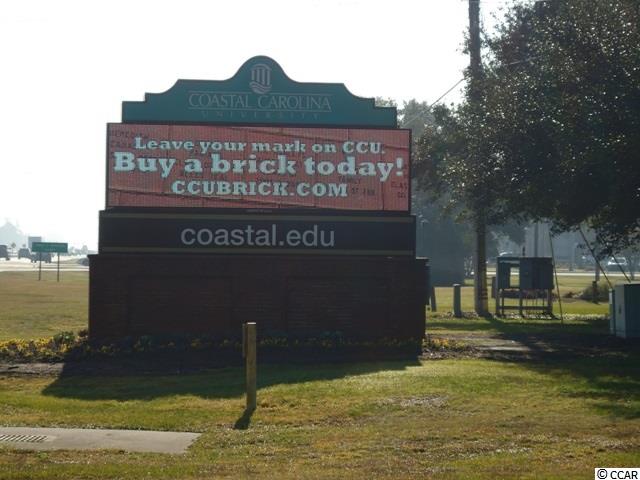 COASTAL CAROLINA
UNIVERSITY
Leave your mark on CCU.
Buy a brick today!
CCUBRICK.COM
coastal.edu
© CCAR